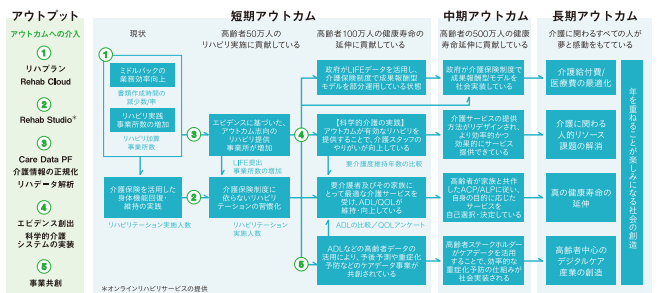 アウトプット
アウトカムへの介入
1
リハプラン
Rehab Cloud
2
Rehab Studio*
3
Care Data PF
介護情報の正規化
リハデータ解析
4
エビデンス創出
科学的介護
システムの実装
5
事業共創
短期アウトカム
現状
高齢者50万人の
リハビリ実施に貢献している
高齢者100万人の健康寿命の
延伸に貢献している
中期アウトカム
高齢者の500万人の健康
寿命延伸に貢献している
長期アウトカム
介護に関わるすべての人が
夢と感動をもてている
1
ミドルバックの
業務効率向上
書類作成時間の
減少数/率
リハビリ実践
事業所数の増加
リハビリ加算
事業所数
介護保険を活用した
身体機能回復・
維持の実践
リハビリテーション実施人数
3
エビデンスに基づいた、
アウトカム志向の
リハビリ提供
事業所が増加
LIFE提出
事業所数の増加
2
介護保険制度に
依らないリハビリ
テーションの習慣化
リハビリテーション
実施人数
4
5
政府がLIFEデータを活用し、
介護保険制度で成果報酬型
モデルを部分運用している状態
【科学的介護の実践】
アウトカムが有効なリハビリを
提供することで、介護スタッフの
やりがいが向上している
要介護度維持年数の比較
要介護者及びその家族に
とって最適な介護サービスを
受け、ADL/QOLが
維持・向上している
ADLの比較/QOLアンケート
ADLなどの高齢者データの
活用により、予後予測や重症化
予防などのケアデータ事業が
共創されている
政府が介護保険制度で
成果報酬型モデルを
社会実装している
介護サービスの提供
方法がリデザインされ、
より効率的かつ
効果的にサービス
提供できている
高齢者が家族と共作した
ACP/ALPに従い、
自身の目的に応じた
サービスを
自己選択・決定している
高齢者ステークホルダー
がケアデータを活用
することで、効率的な
重症化予防の仕組みが
社会実装される
介護給付費/
医療費の最適化
介護に関わる
人的リソース
課題の解消
真の健康寿命の
延伸
高齢者中心の
デジタルケア
産業の創造
年を重ねることが楽しみになる社会の創造
*オンラインリハビリサービスの提供